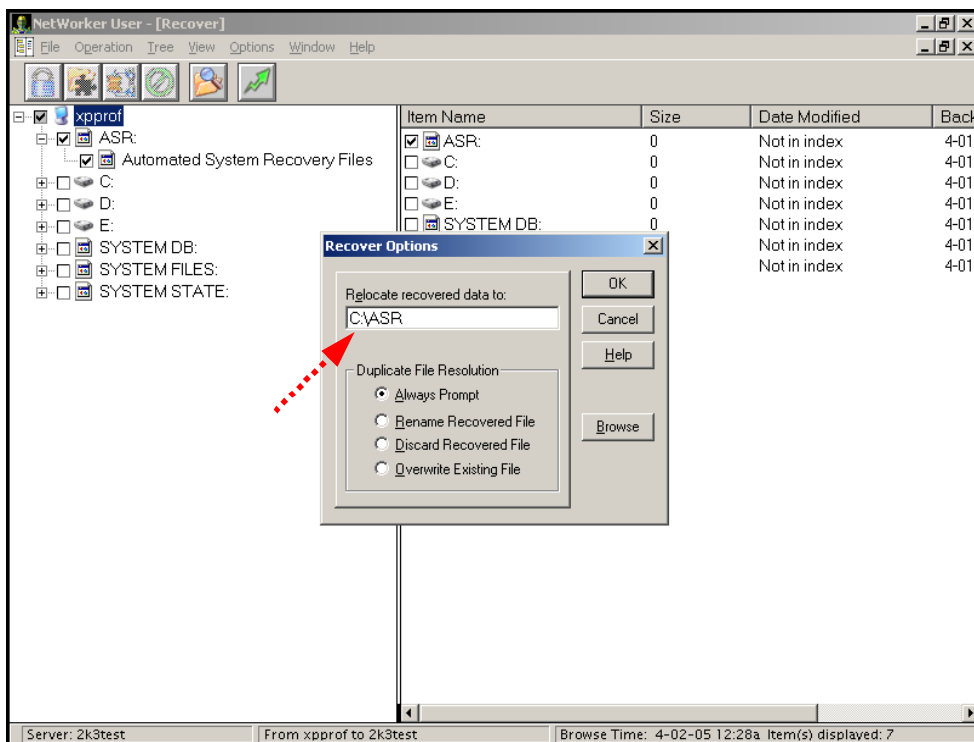 NetWorker User - [Recover]
File Operation Tree View Options Window Help
xpprof
ASR:
Automated System Recovery Files
C:
D:
E:
SYSTEM DB:
SYSTEM FILES:
SYSTEM STATE:
Item Name Size Date Modified Back
ASR: 0 Not in index 4-01
C: 0 Not in index 4-01
D: 0 Not in index 4-01
E: 0 Not in index 4-01
SYSTEM DB: 0 Not in index 4-01
Not in index 4-01
Not in index 4-01
Recover Options
Relocate recovered data to:
C:\ASR
Duplicate File Resolution
Always Prompt
Rename Recovered File
Discard Recovered File
Overwrite Existing File
OK
Cancel
Help
Browse
Server: 2k3test From xpprof to 2k3test Browse Time: 4-02-05 12:28a Item(s) displayed: 7